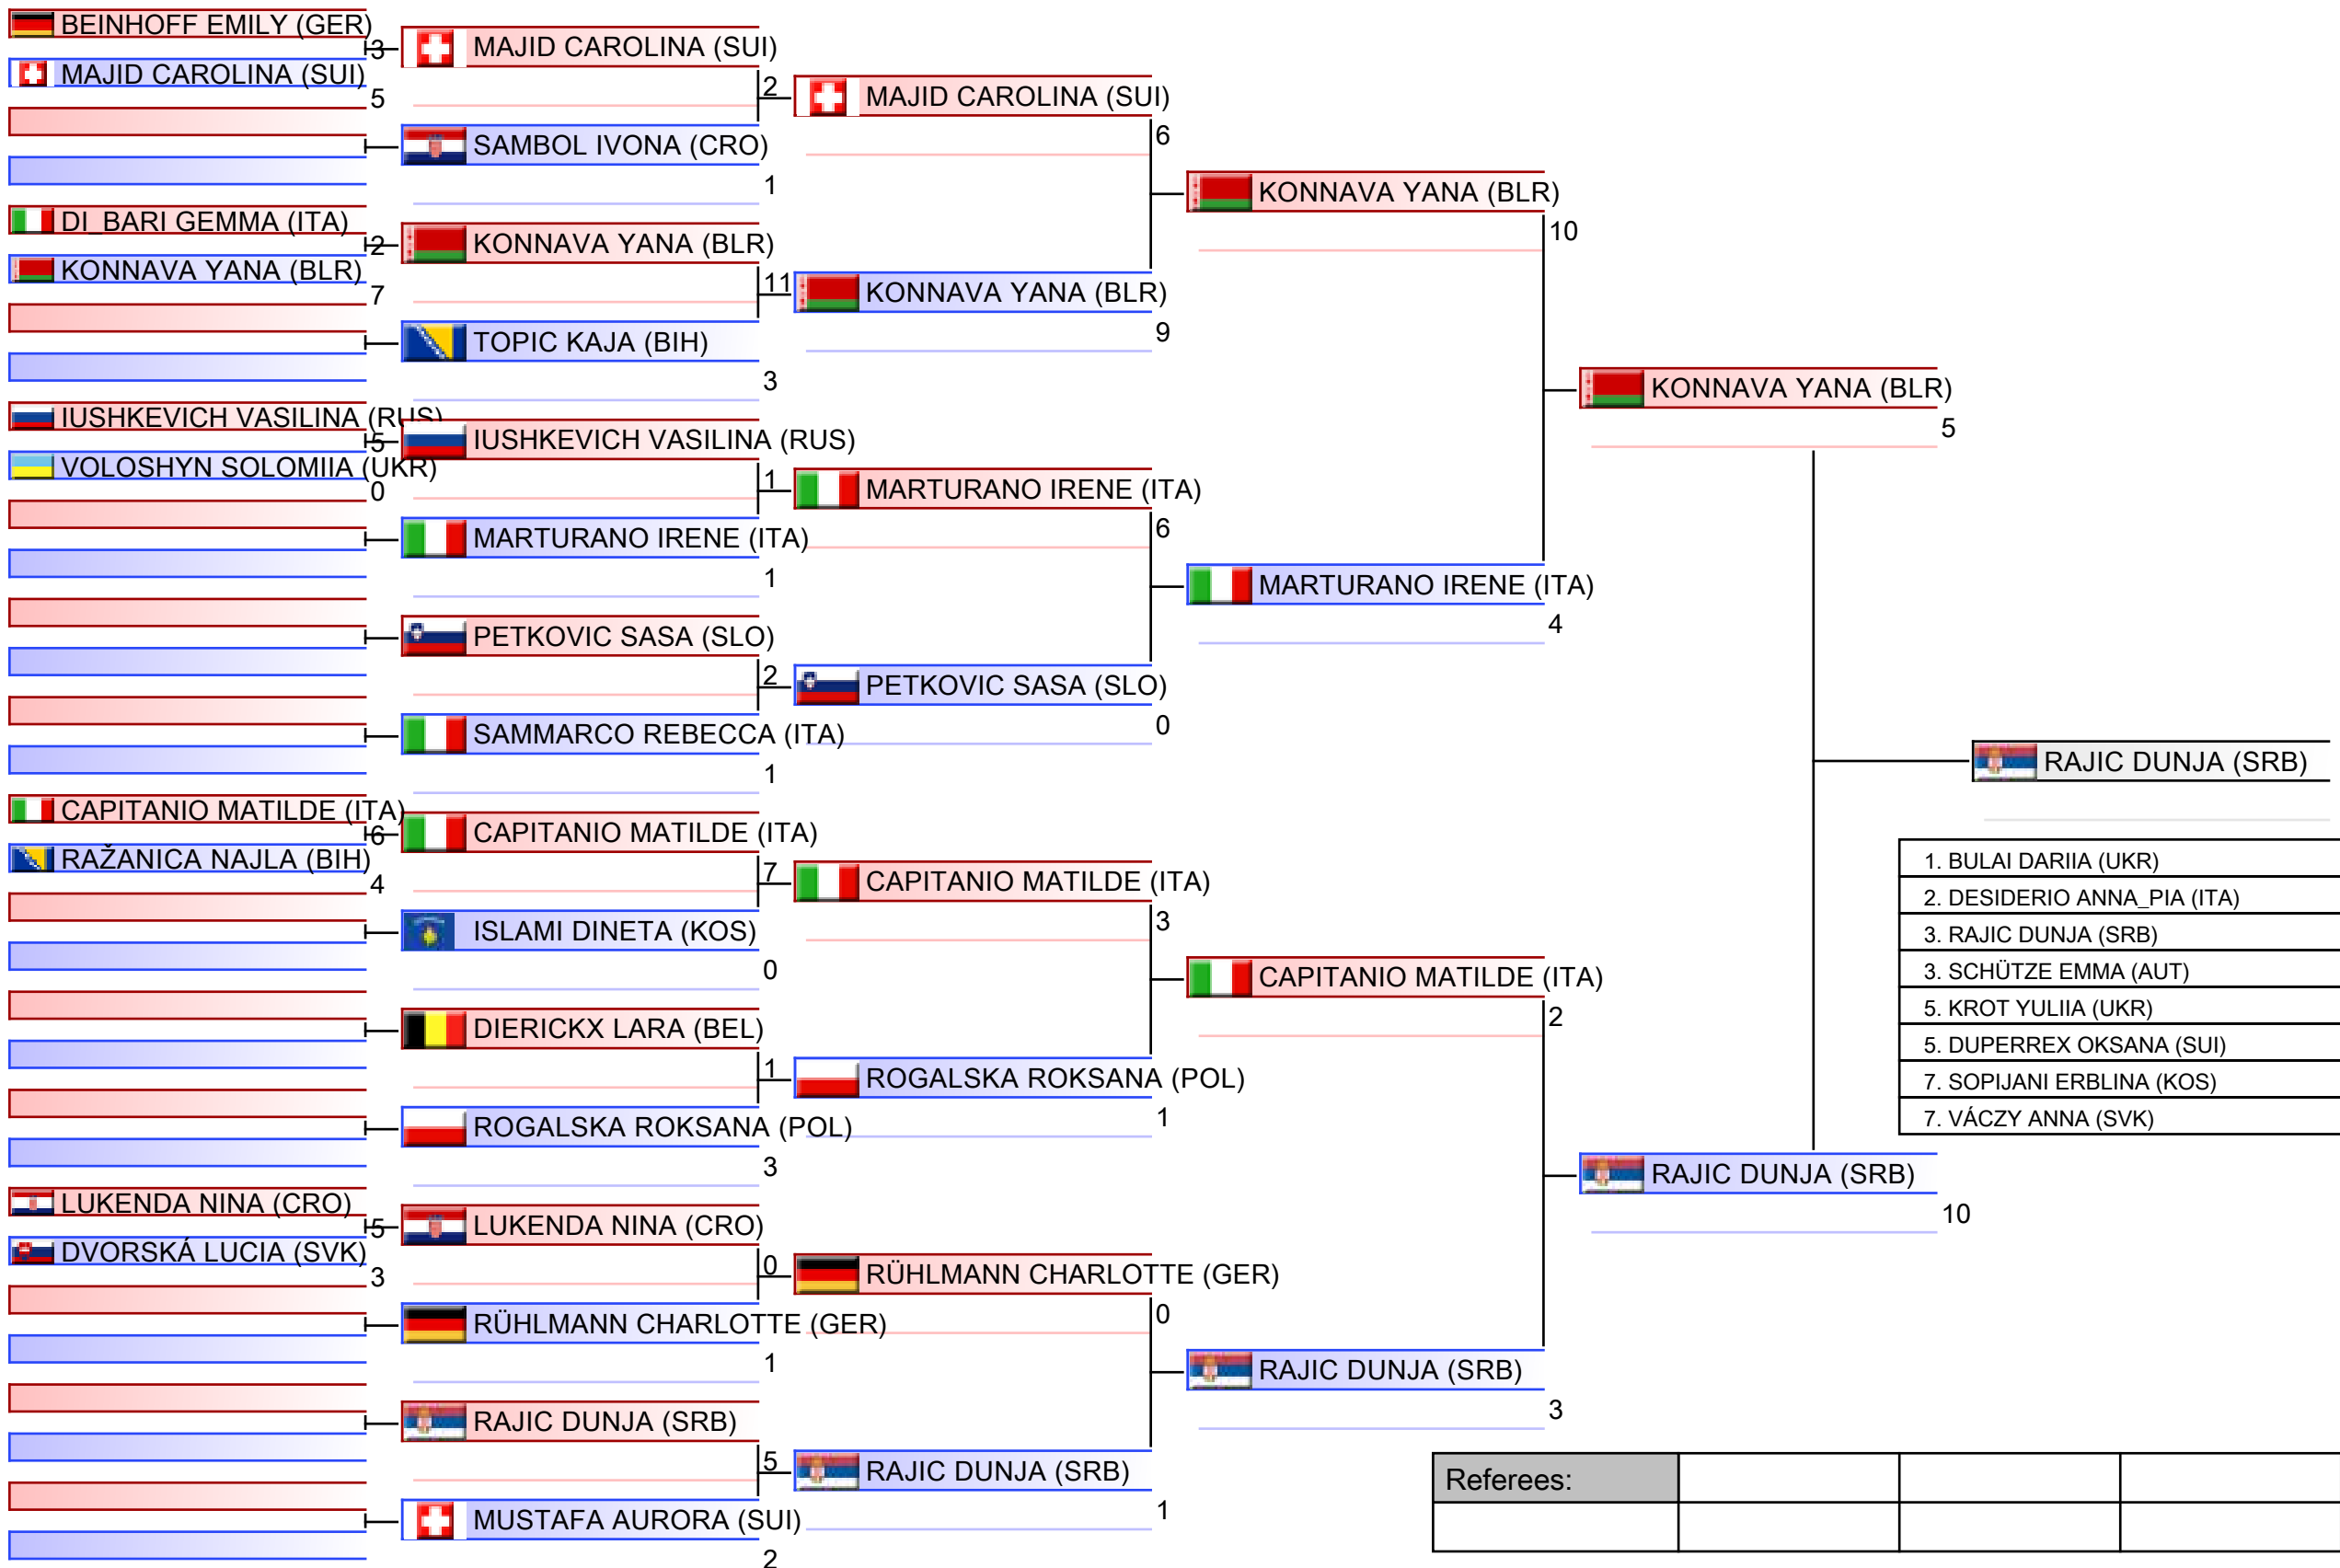 BEINHOFF EMILY (GER)
3
MAJID CAROLINA (SUI)
5
DI_BARI GEMMA (ITA)
2
KONNAVA YANA (BLR)
7
IUSHKEVICH VASILINA (RUS)
5
VOLOSHYN SOLOMIIA (UKR)
0
CAPITANIO MATILDE (ITA)
6
RAŽANICA NAJLA (BIH)
4
LUKENDA NINA (CRO)
5
DVORSKÁ LUCIA (SVK)
3
MAJID CAROLINA (SUI)
2
SAMBOL IVONA (CRO)
1
KONNAVA YANA (BLR)
11
TOPIC KAJA (BIH)
3
IUSHKEVICH VASILINA (RUS)
1
MARTURANO IRENE (ITA)
1
PETKOVIC SASA (SLO)
2
SAMMARCO REBECCA (ITA)
1
CAPITANIO MATILDE (ITA)
7
ISLAMI DINETA (KOS)
0
DIERICKX LARA (BEL)
1
ROGALSKA ROKSANA (POL)
3
LUKENDA NINA (CRO)
0
RÜHLMANN CHARLOTTE (GER)
1
RAJIC DUNJA (SRB)
5
MUSTAFA AURORA (SUI)
2
MAJID CAROLINA (SUI)
6
KONNAVA YANA (BLR)
9
MARTURANO IRENE (ITA)
6
PETKOVIC SASA (SLO)
0
CAPITANIO MATILDE (ITA)
3
ROGALSKA ROKSANA (POL)
1
RÜHLMANN CHARLOTTE (GER)
0
RAJIC DUNJA (SRB)
1
KONNAVA YANA (BLR)
10
MARTURANO IRENE (ITA)
4
CAPITANIO MATILDE (ITA)
2
RAJIC DUNJA (SRB)
3
KONNAVA YANA (BLR)
5
RAJIC DUNJA (SRB)
10
RAJIC DUNJA (SRB)
1. BULAI DARIIA (UKR)
2. DESIDERIO ANNA_PIA (ITA)
3. RAJIC DUNJA (SRB)
3. SCHÜTZE EMMA (AUT)
5. KROT YULIIA (UKR)
5. DUPERREX OKSANA (SUI)
7. SOPIJANI ERBLINA (KOS)
7. VÁCZY ANNA (SVK)
Referees: